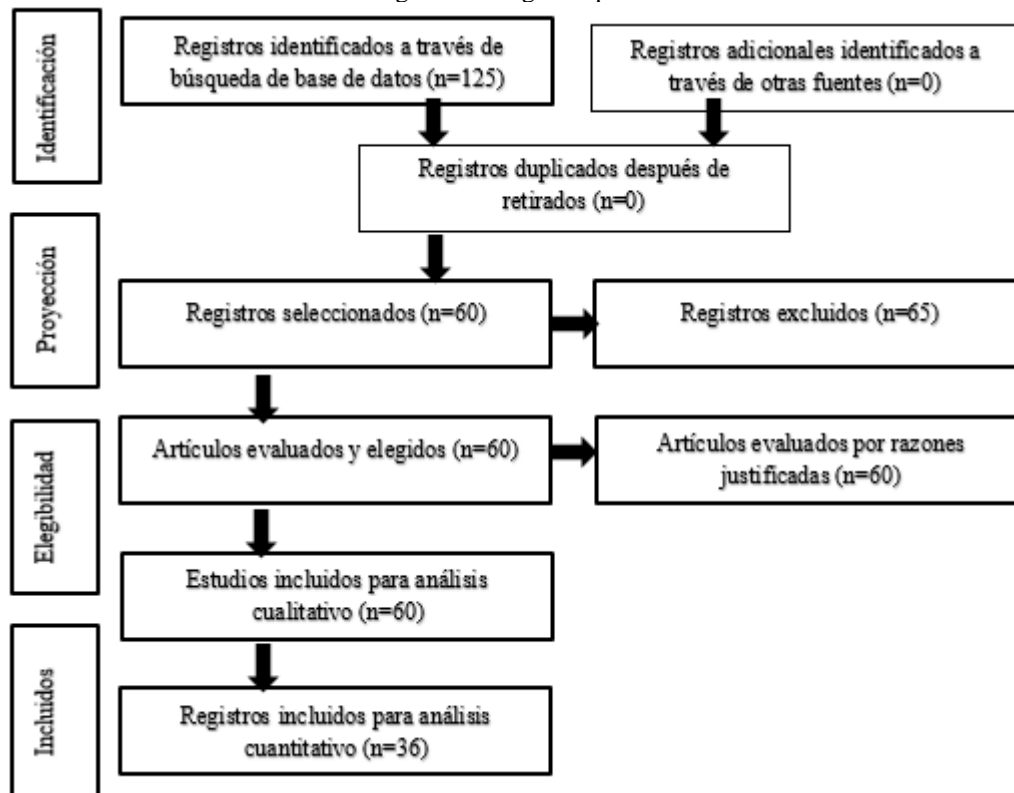 Identificación
Registros identificados a través de
búsqueda de base de datos (n=125)
Registros adicionales identificados a
través de otras fuentes (n=0)
Registros duplicados después de
retirados (n=0)
Proyección
Registros seleccionados (n=60)
Registros excluidos (n=65)
Elegibilidad
Artículos evaluados y elegidos (n=60)
Artículos evaluados por razones
justificadas (n=60)
Estudios incluidos para análisis
cualitativo (n=60)
Incluidos
Registros incluidos para análisis
cuantitativo (n=36)